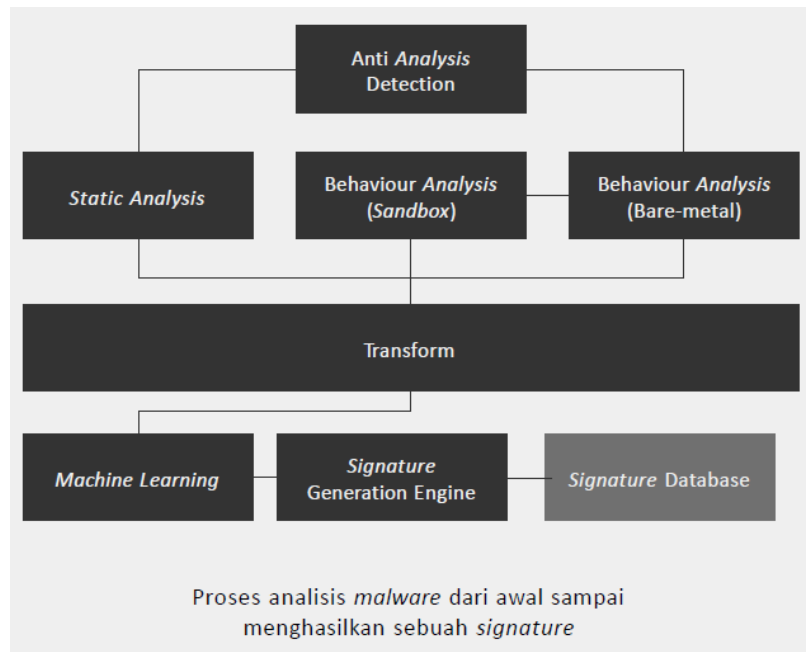 Anti Analysis
Detection
Static Analysis
Behaviour Analysis
(Sandbox)
Behaviour Analysis
(Bare-metal)
Transform
Machine Learning
Signature
Generation Engine
Signature Database
Proses analisis malware dari awal sampai
menghasilkan sebuah signature